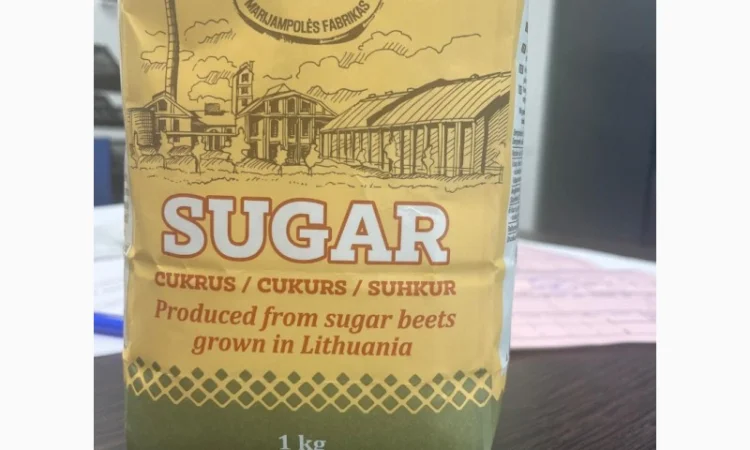 MARIJAMPOLĖS FABRIKAS
SUGAR
CUKRUS / CUKURS / SUHKUR
Produced from sugar beets
grown in Lithuania
1 kg